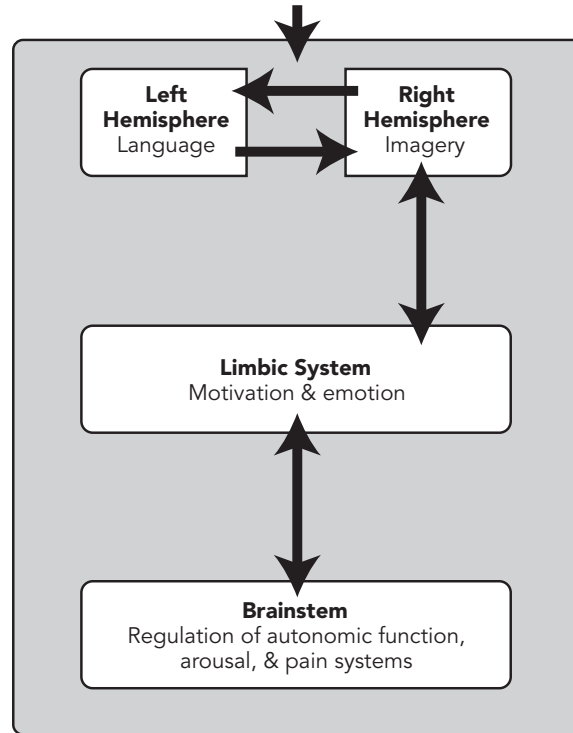 Left
Hemisphere
Language
Right
Hemisphere
Imagery
Limbic System
Motivation & emotion
Brainstem
Regulation of autonomic function,
arousal, & pain systems